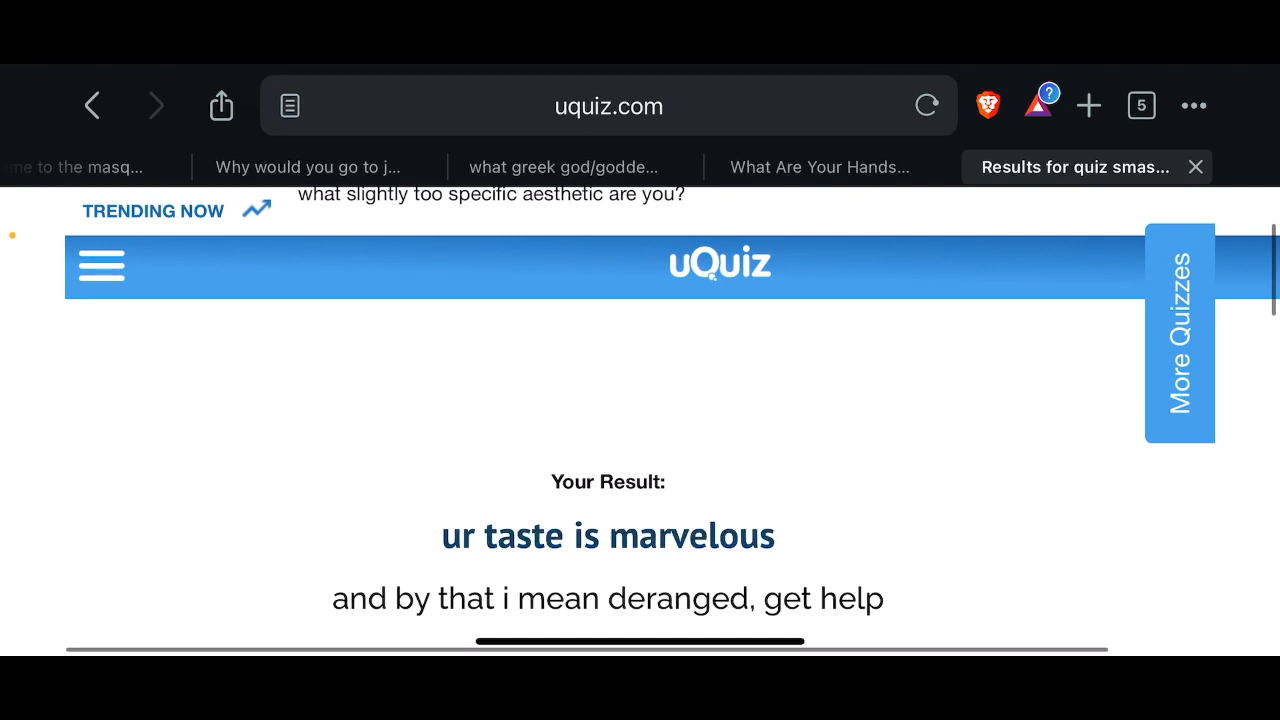 uquiz.com
?
5
me to the masq...
Why would you go to j...
what greek god/godde...
What Are Your Hands...
Results for quiz smas...
what slightly too specific aesthetic are you?
TRENDING NOW
uQuiz
More Quizzes
Your Result:
ur taste is marvelous
and by that i mean deranged, get help